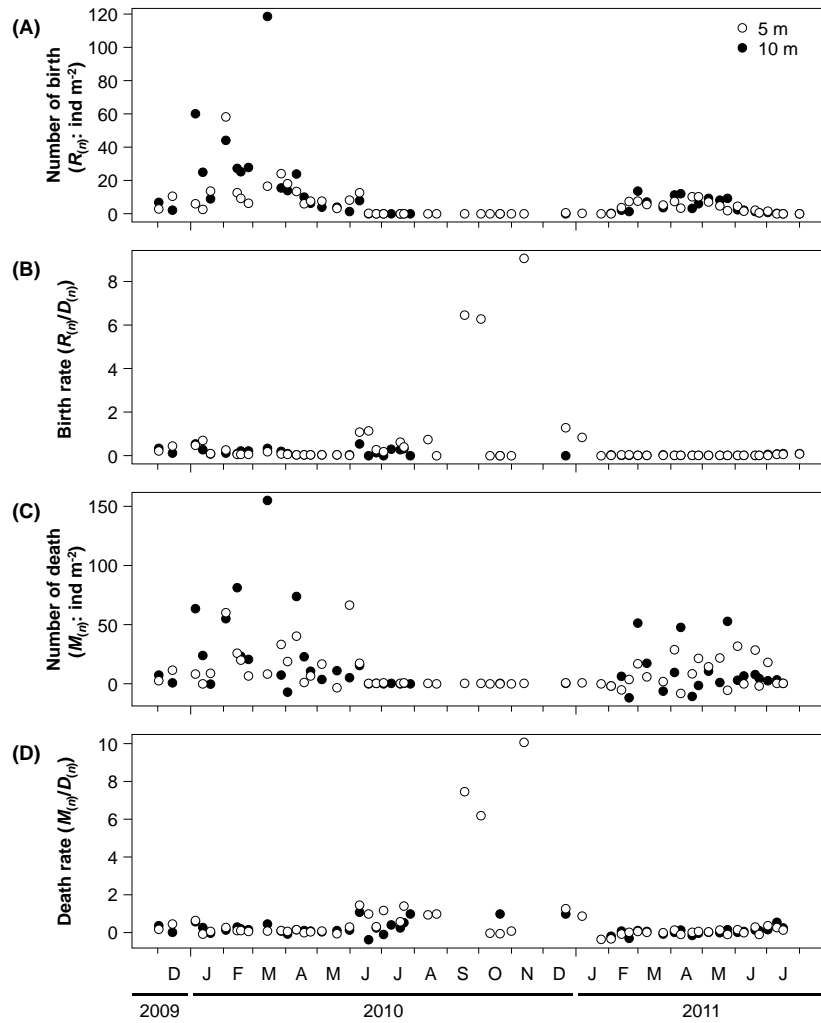 (A)
Number of birth
(R(n): ind m⁻²)
120
100
80
60
40
20
0
5 m
10 m
(B)
Birth rate (R(n)/D(n))
8
6
4
2
0
(C)
Number of death
(M(n): ind m⁻²)
150
100
50
0
(D)
Death rate (M(n)/D(n))
10
8
6
4
2
0
D J F M A M J J A S O N D J F M A M J J
2009 2010 2011